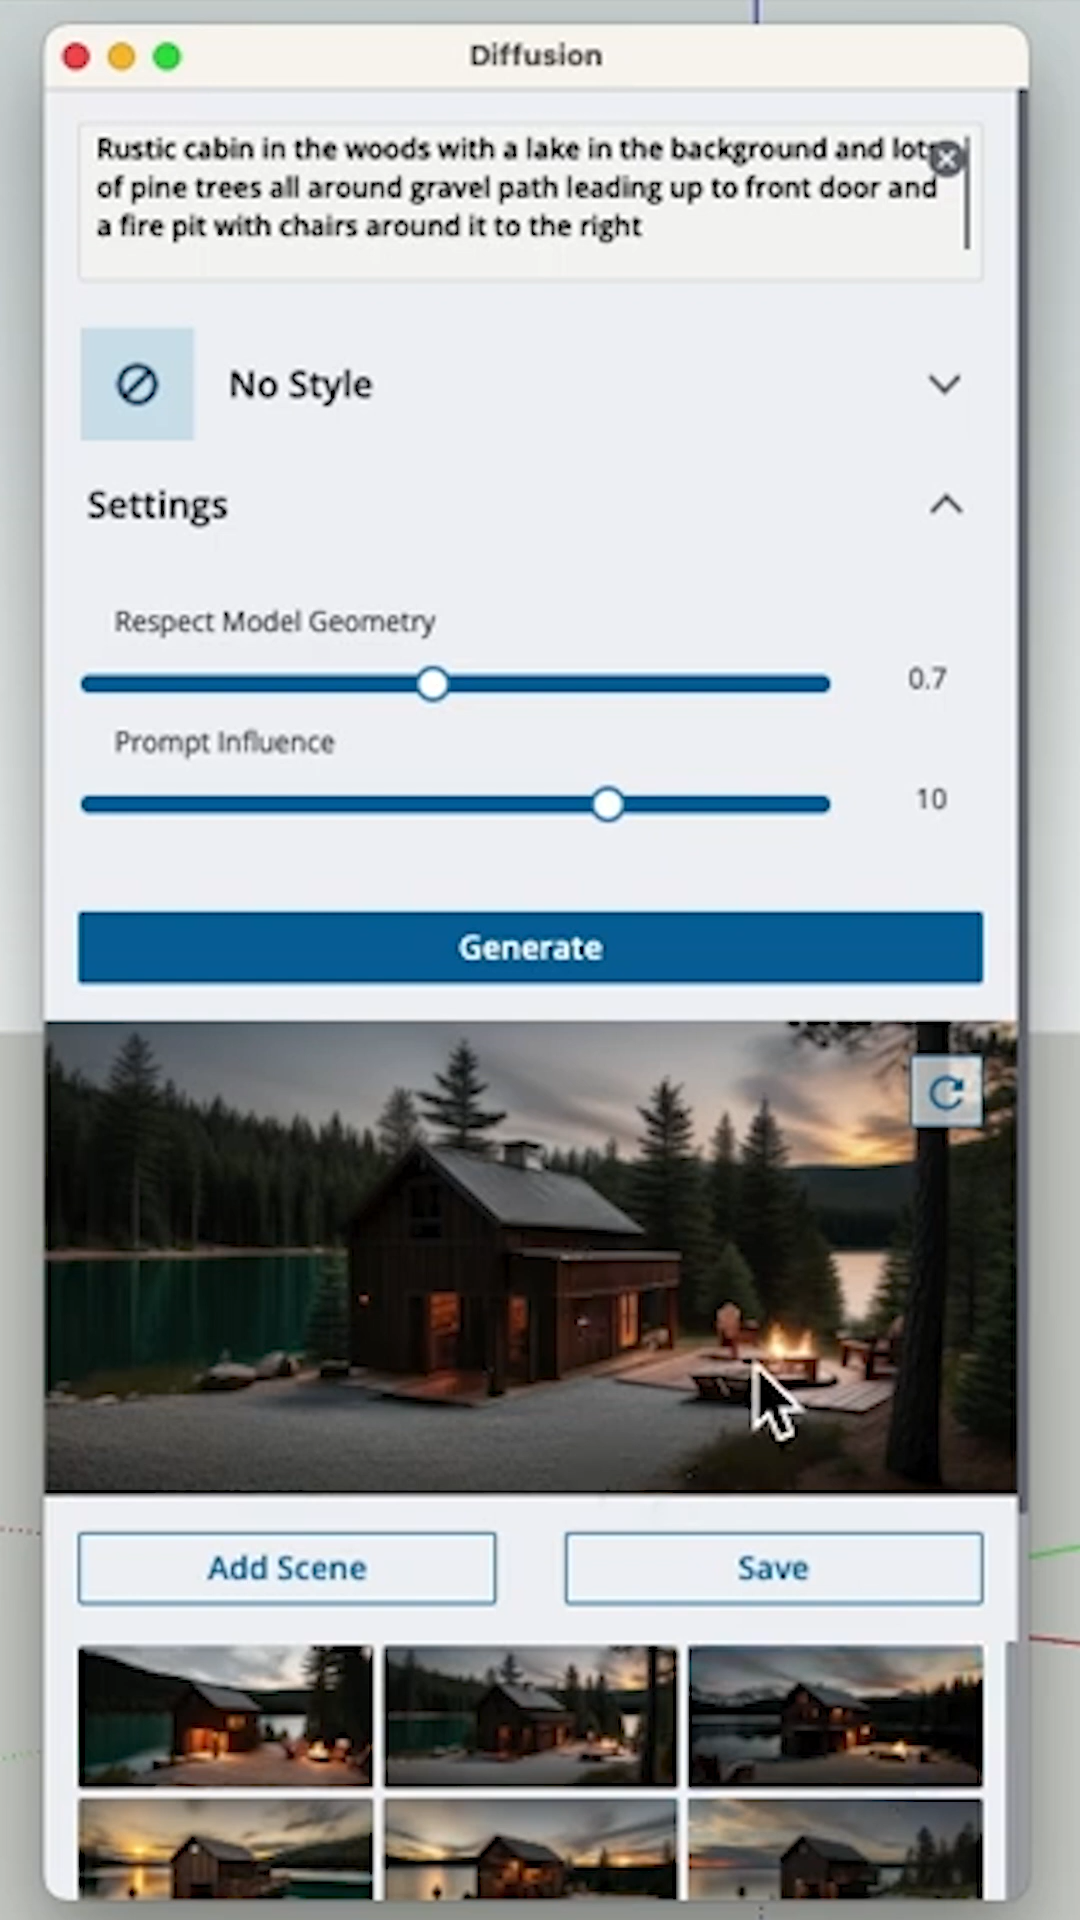 Diffusion
Rustic cabin in the woods with a lake in the background and lots
of pine trees all around gravel path leading up to front door and
a fire pit with chairs around it to the right
No Style
Settings
Respect Model Geometry
0.7
Prompt Influence
10
Generate
Add Scene
Save